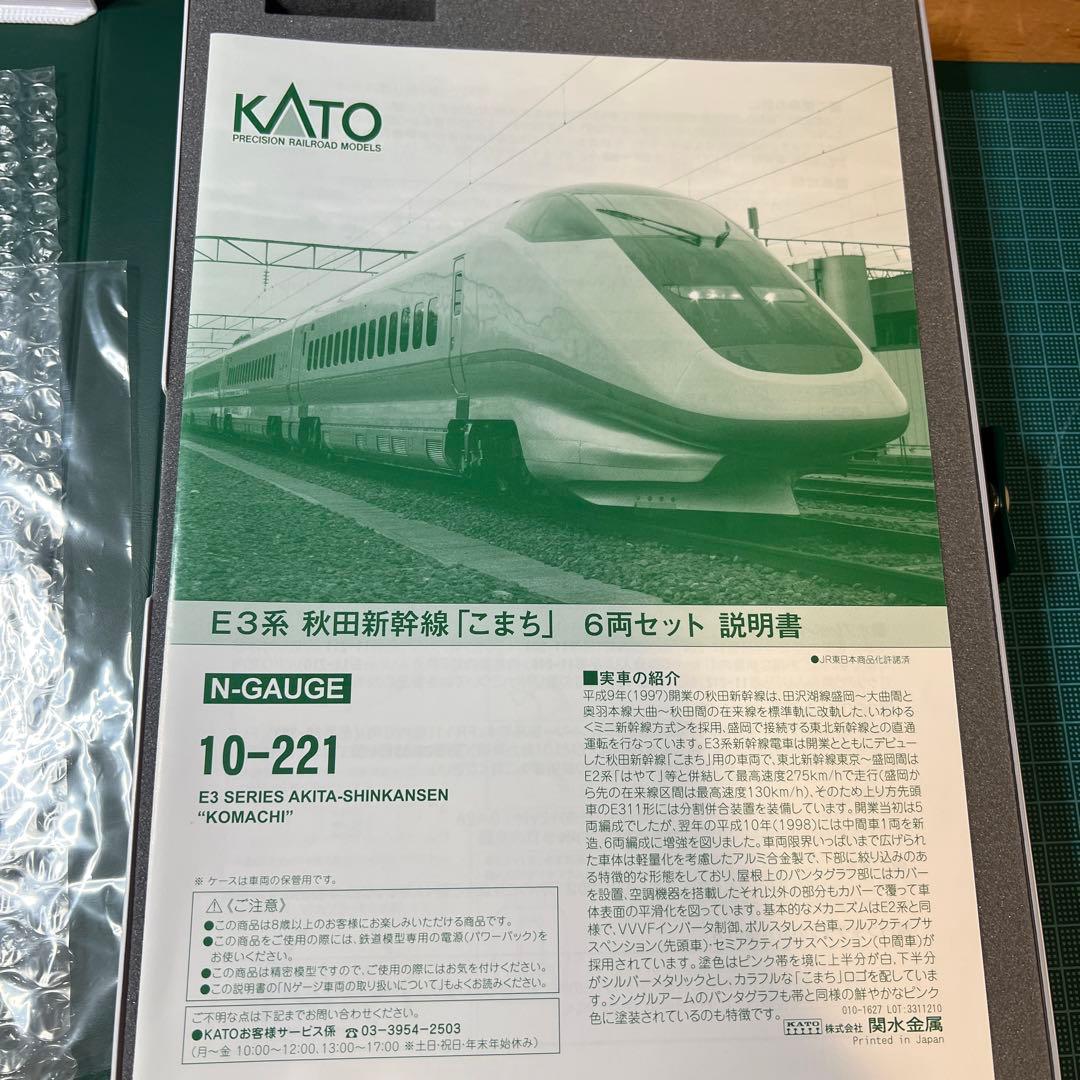 KATO
PRECISION RAILROAD MODELS
E3系 秋田新幹線「こまち」 6両セット 説明書
●JR東日本商品化許諾済
N-GAUGE
10-221
E3 SERIES AKITA-SHINKANSEN
“KOMACHI”
※ ケースは車両の保管用です。
⚠《ご注意》
●この商品は8歳以上のお客様にお楽しみいただける商品です。
●この商品をご使用の際には、鉄道模型専用の電源(パワーパック)を
お使いください。
●この商品は精密模型ですので、ご使用の際にはお気を付けください。
●この説明書の「Nゲージ車両の取り扱いについて」もよくお読みください。
ご不明な点は下記までお問い合わせください。
●KATOお客様サービス係 ☎03-3954-2503
(月〜金 10:00〜12:00、13:00〜17:00 ※土日・祝日・年末年始休み)
■実車の紹介
平成9年(1997)開業の秋田新幹線は、田沢湖線盛岡〜大曲間と
奥羽本線大曲〜秋田間の在来線を標準軌に改軌した、いわゆる
<ミニ新幹線方式>を採用、盛岡で接続する東北新幹線との直通
運転を行なっています。E3系新幹線電車は開業とともにデビュー
した秋田新幹線「こまち」用の車両で、東北新幹線東京〜盛岡間は
E2系「はやて」等と併結して最高速度275km/hで走行(盛岡か
ら先の在来線区間は最高速度130km/h)、そのため上り方先頭
車のE311形には分割併合装置を装備しています。開業当初は5
両編成でしたが、翌年の平成10年(1998)には中間車1両を新
造、6両編成に増強を図りました。車両限界いっぱいまで広げられ
た車体は軽量化を考慮したアルミ合金製で、下部に絞り込みのあ
る特徴的な形態をしており、屋根上のパンタグラフ部にはカバー
を設置、空調機器を搭載したそれ以外の部分もカバーで覆って車
体表面の平滑化を図っています。基本的なメカニズムはE2系と同
様で、VVVFインバータ制御、ボルスタレス台車、フルアクティブサ
スペンション(先頭車)・セミアクティブサスペンション(中間車)が
採用されています。塗色はピンク帯を境に上半分が白、下半分
がシルバーメタリックとし、カラフルな「こまち」ロゴを配していま
す。シングルアームのパンタグラフも帯と同様の鮮やかなピンク
色に塗装されているのも特徴です。
010-1627 LOT:3311210
KATO 株式会社 関水金属
Printed in Japan